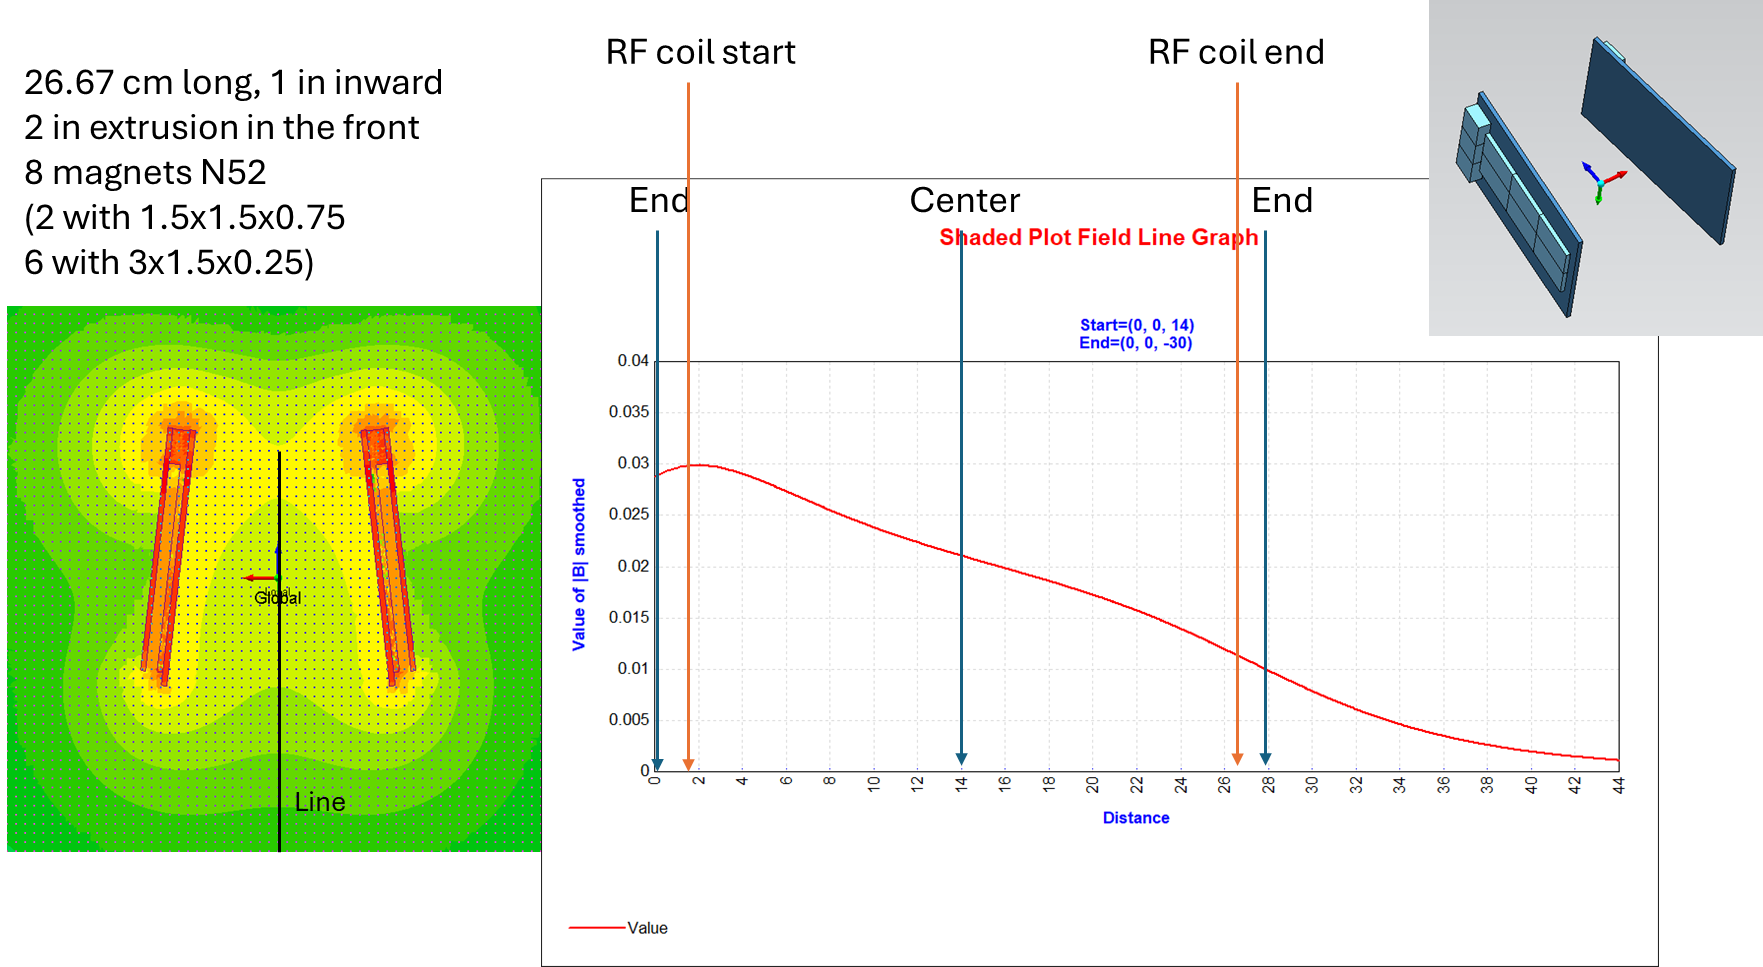 RF coil start
RF coil end
26.67 cm long, 1 in inward
2 in extrusion in the front
8 magnets N52
(2 with 1.5x1.5x0.75
6 with 3x1.5x0.25)
End
Center
End
Shaded Plot Field Line Graph
Start=(0, 0, 14)
End=(0, 0, -30)
0.04
0.035
0.03
0.025
0.02
0.015
0.01
0.005
0
Value of |B| smoothed
0 2 4 6 8 10 12 14 16 18 20 22 24 26 28 30 32 34 36 38 40 42 44
Distance
Value
Global
Line